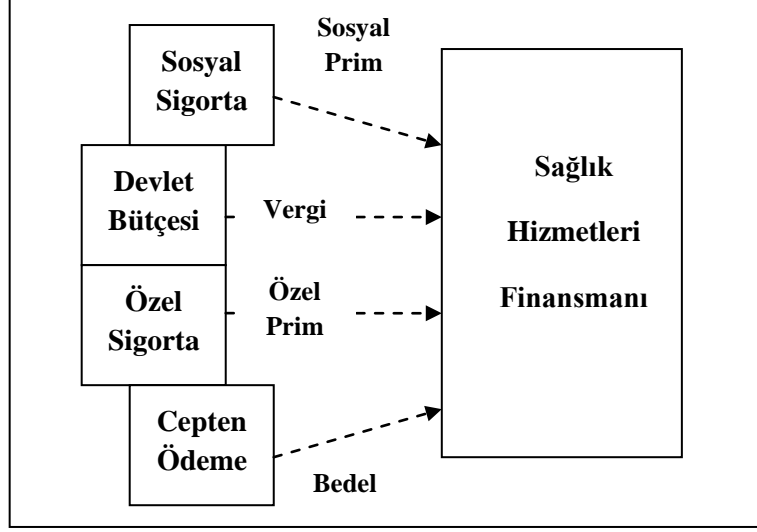 Sosyal
Sigorta
Sosyal
Prim
Devlet
Bütçesi
Vergi
Özel
Sigorta
Özel
Prim
Cepten
Ödeme
Bedel
Sağlık
Hizmetleri
Finansmanı